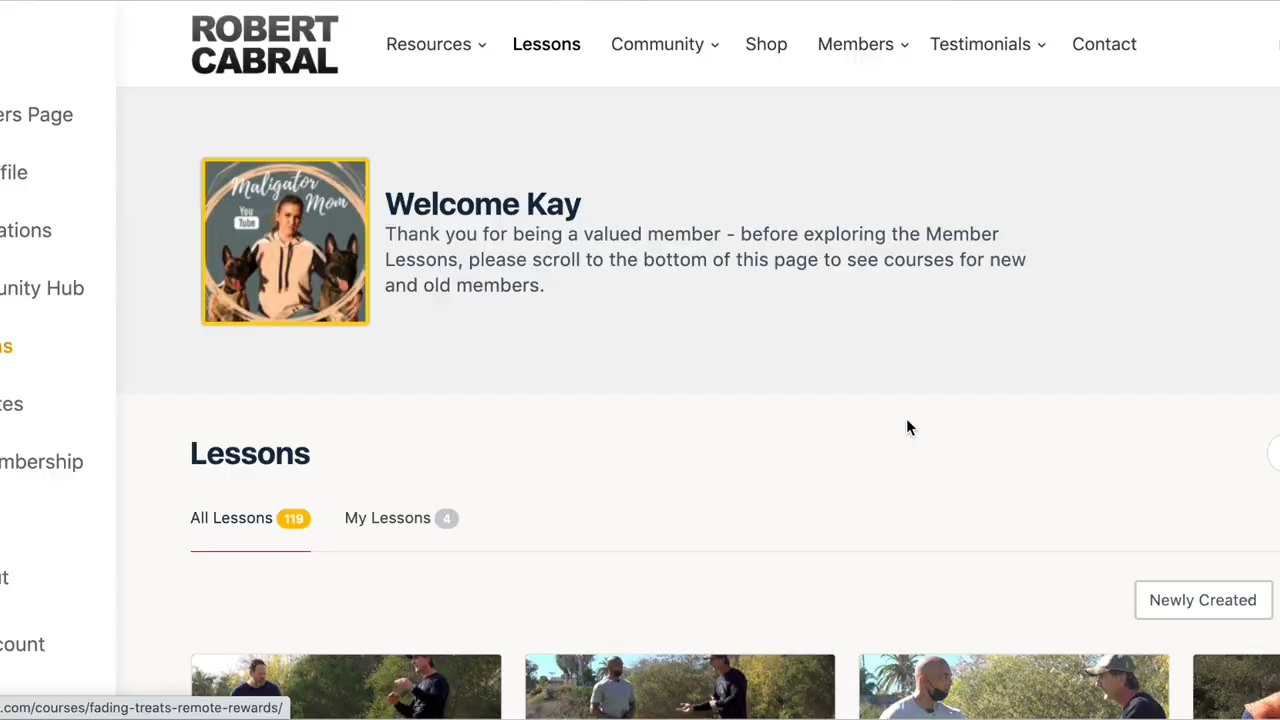 ROBERT
CABRAL
Resources
Lessons
Community
Shop
Members
Testimonials
Contact
ers Page
file
ations
unity Hub
s
tes
mbership
t
count
Maligator
Mom
You
Tube
Welcome Kay
Thank you for being a valued member - before exploring the Member
Lessons, please scroll to the bottom of this page to see courses for new
and old members.
Lessons
All Lessons 119
My Lessons 4
Newly Created
.com/courses/fading-treats-remote-rewards/